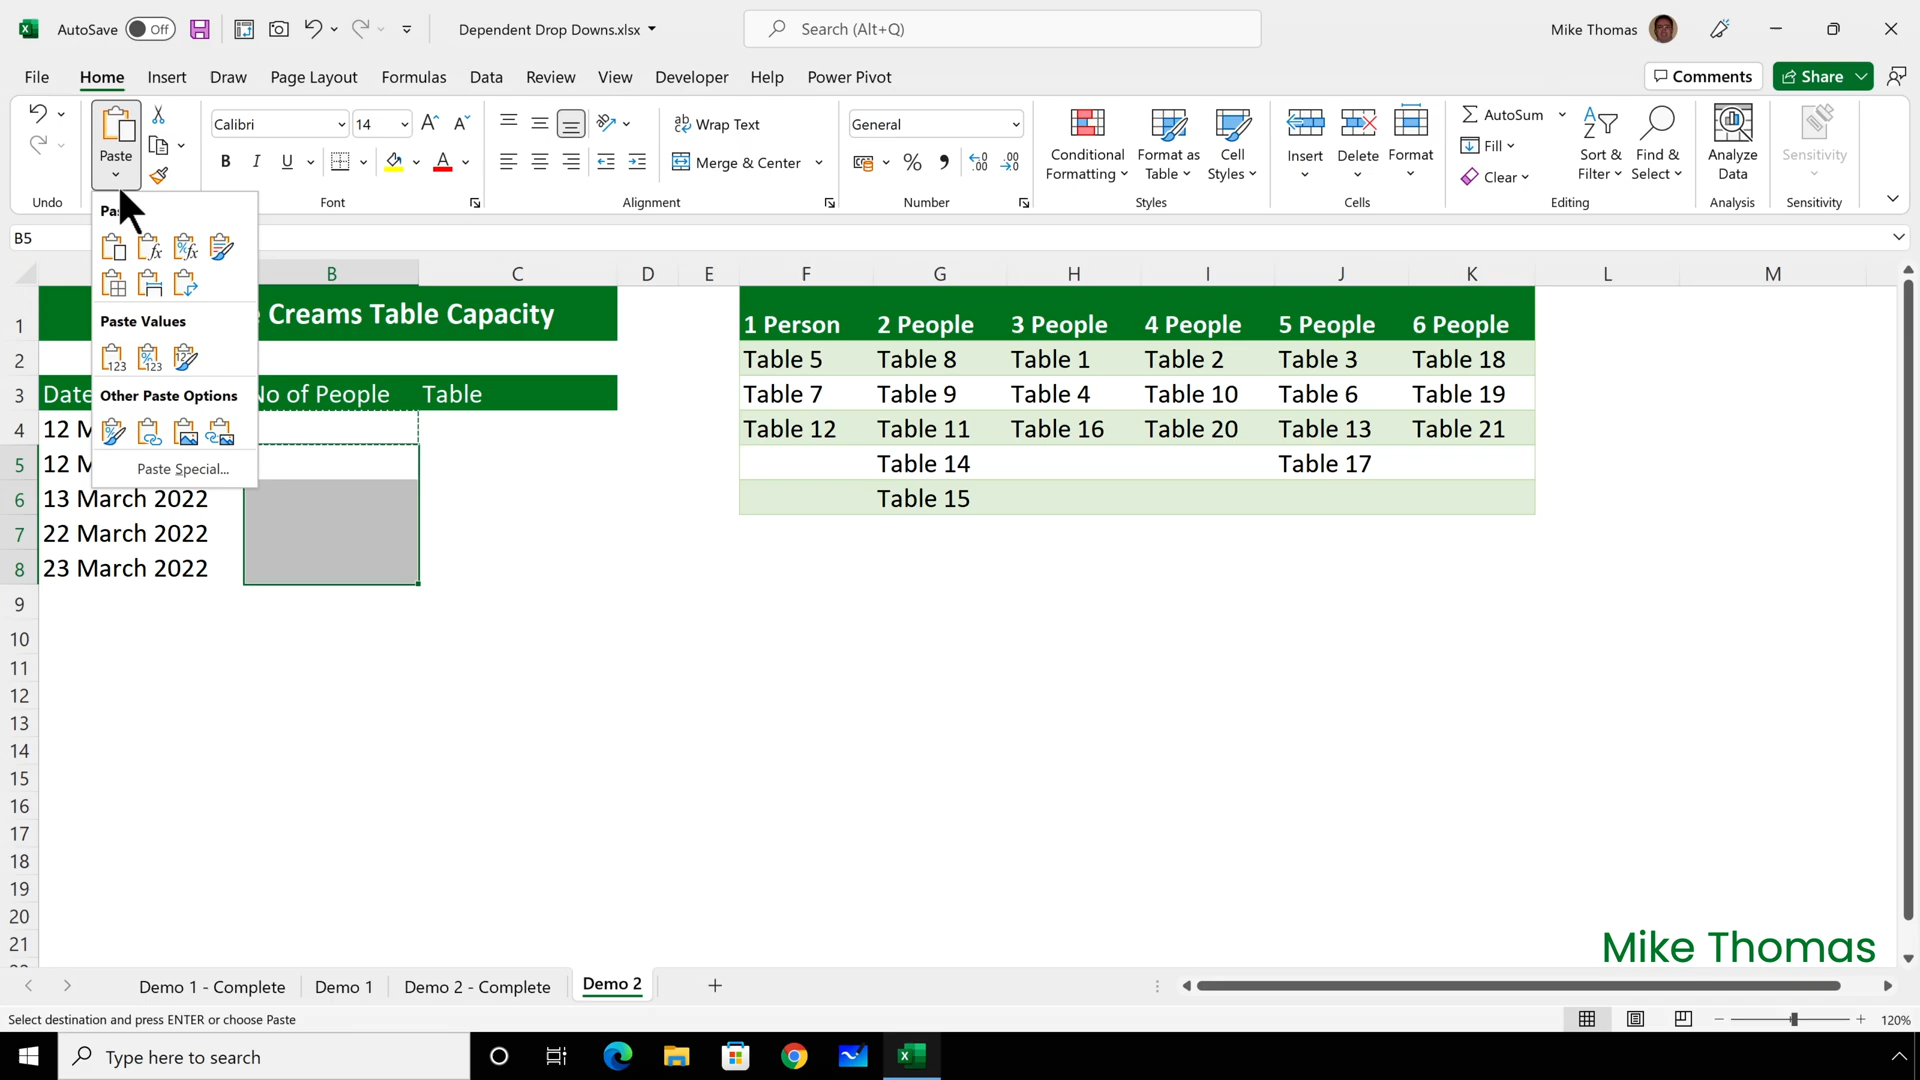 AutoSave Off Dependent Drop Downs.xlsx Search (Alt+Q) Mike Thomas
File Home Insert Draw Page Layout Formulas Data Review View Developer Help Power Pivot Comments Share
Paste
Calibri 14 Wrap Text General
B I U Merge & Center
Conditional Formatting Format as Table Cell Styles
Insert Delete Format
AutoSum Fill Clear
Sort & Filter Find & Select
Analyze Data Sensitivity
Undo Font Alignment Number Styles Cells Editing Analysis Sensitivity
B5
Paste Values
Other Paste Options
Paste Special...
B C D E F G H I J K L M
1 Creams Table Capacity 1 Person 2 People 3 People 4 People 5 People 6 People
2 Table 5 Table 8 Table 1 Table 2 Table 3 Table 18
3 Date No of People Table Table 7 Table 9 Table 4 Table 10 Table 6 Table 19
4 12 M Table 12 Table 11 Table 16 Table 20 Table 13 Table 21
5 12 M Table 14 Table 17
6 13 March 2022 Table 15
7 22 March 2022
8 23 March 2022
9
10
11
12
13
14
15
16
17
18
19
20
21
Mike Thomas
Demo 1 - Complete Demo 1 Demo 2 - Complete Demo 2
Select destination and press ENTER or choose Paste 120%
Type here to search